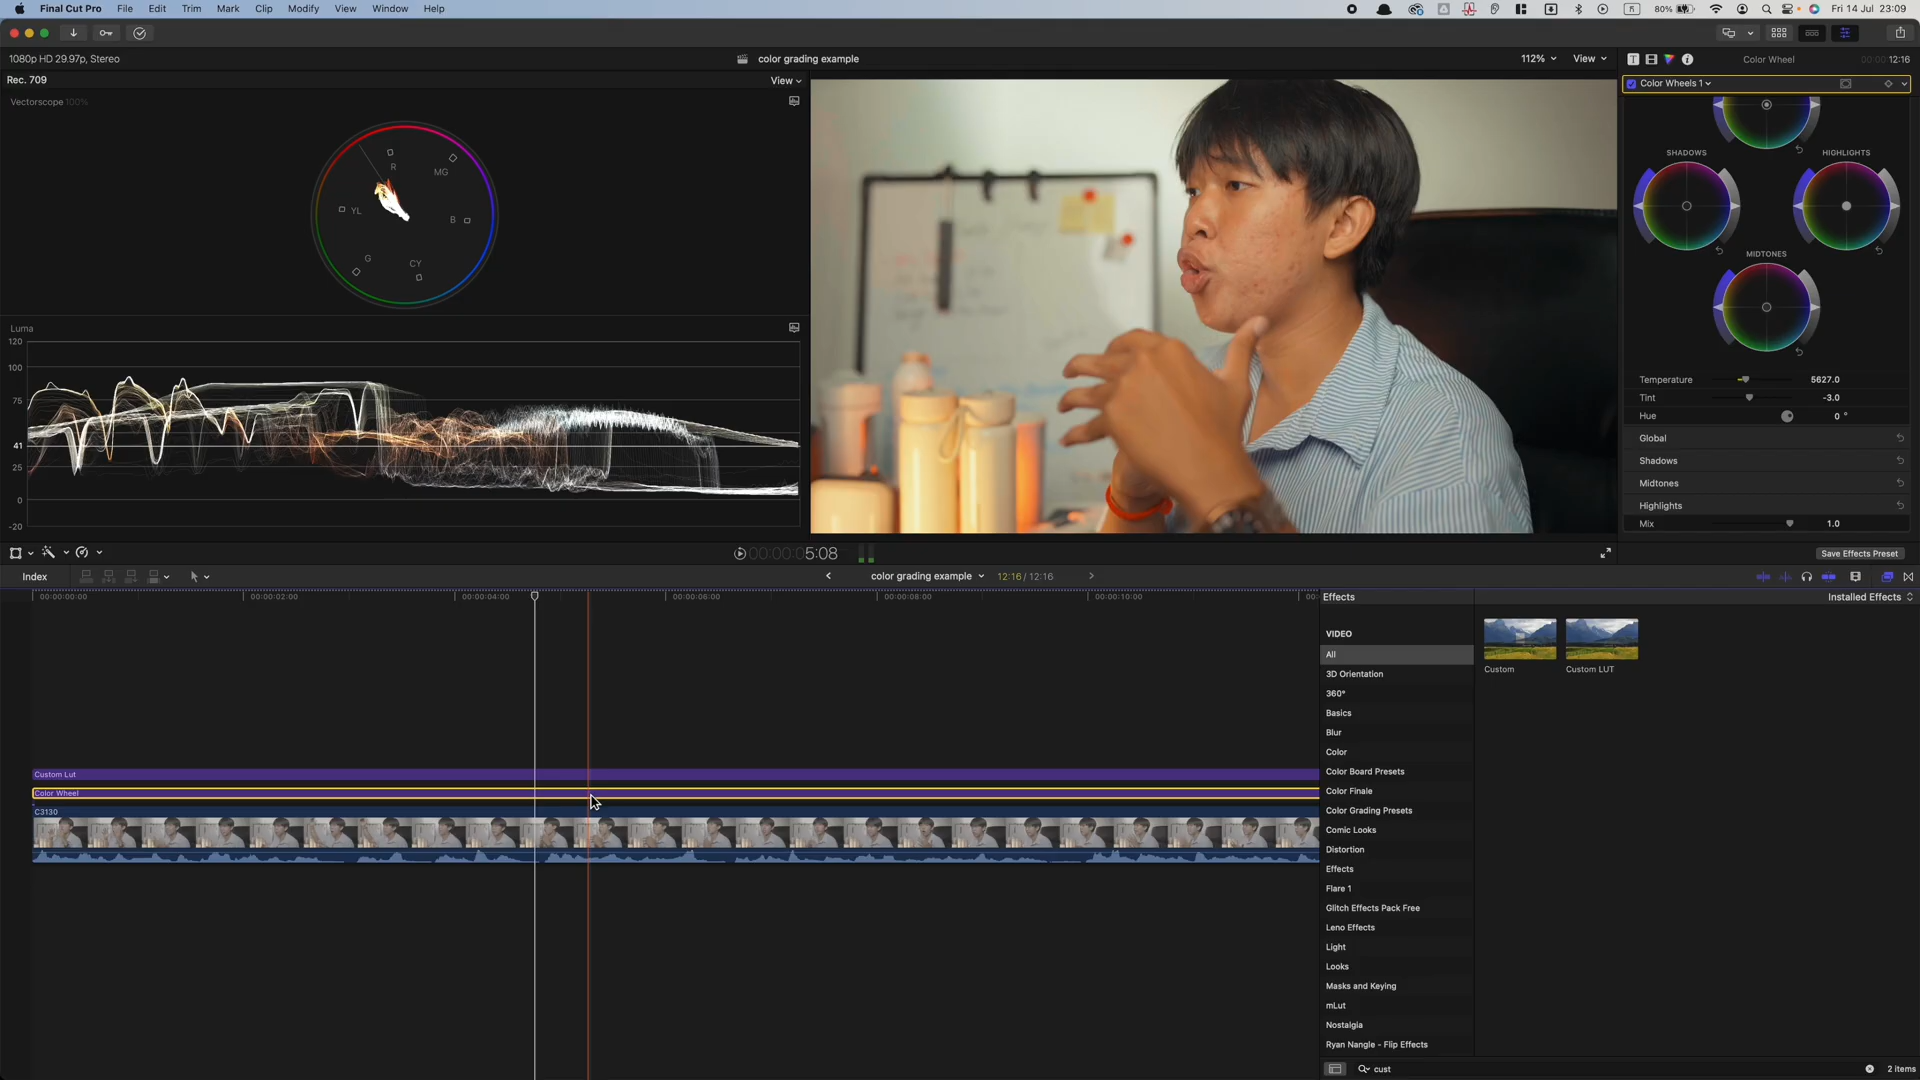 Final Cut Pro File Edit Trim Mark Clip Modify View Window Help
80% Fri 14 Jul 23:09
1080p HD 29.97p, Stereo
color grading example
112% View
Color Wheel
00:00:12:16
Rec. 709
View
Color Wheels 1
Vectorscope 100%
R
MG
YL
B
G
CY
SHADOWS
HIGHLIGHTS
MIDTONES
Luma
120
100
75
41
25
0
-20
Temperature 5627.0
Tint -3.0
Hue 0 °
Global
Shadows
Midtones
Highlights
Mix 1.0
00:00:05:08
Save Effects Preset
Index
color grading example
12:16 / 12:16
00:00:00:00
00:00:02:00
00:00:04:00
00:00:06:00
00:00:08:00
00:00:10:00
00:
Effects
Installed Effects
VIDEO
All
3D Orientation
360°
Basics
Blur
Color
Color Board Presets
Color Finale
Color Grading Presets
Comic Looks
Distortion
Effects
Flare 1
Glitch Effects Pack Free
Leno Effects
Light
Looks
Masks and Keying
mLut
Nostalgia
Ryan Nangle - Flip Effects
Custom
Custom LUT
Custom Lut
Color Wheel
C3130
cust
2 items